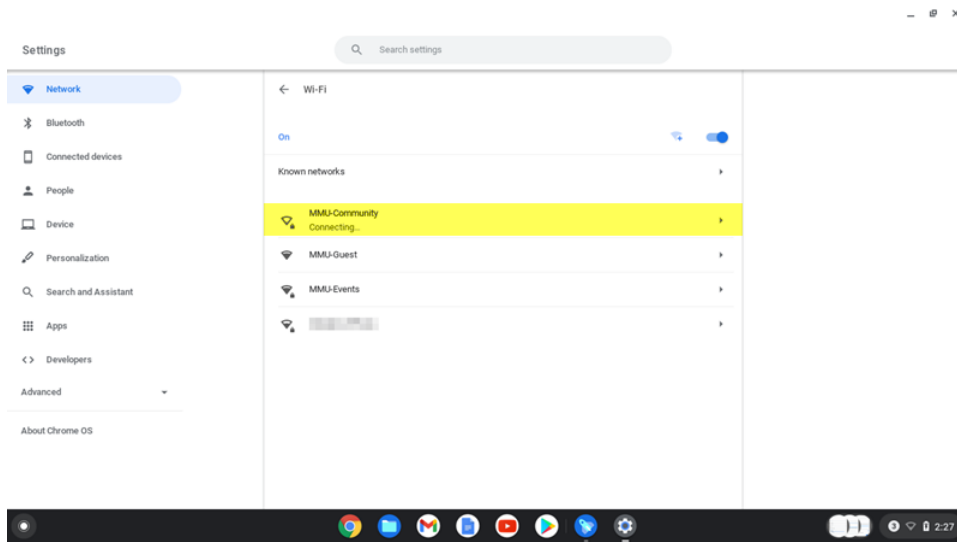 Settings
Search settings
Network
Bluetooth
Connected devices
People
Device
Personalization
Search and Assistant
Apps
Developers
Advanced
About Chrome OS
Wi-Fi
On
Known networks
MMU-Community
Connecting...
MMU-Guest
MMU-Events
3 2:27